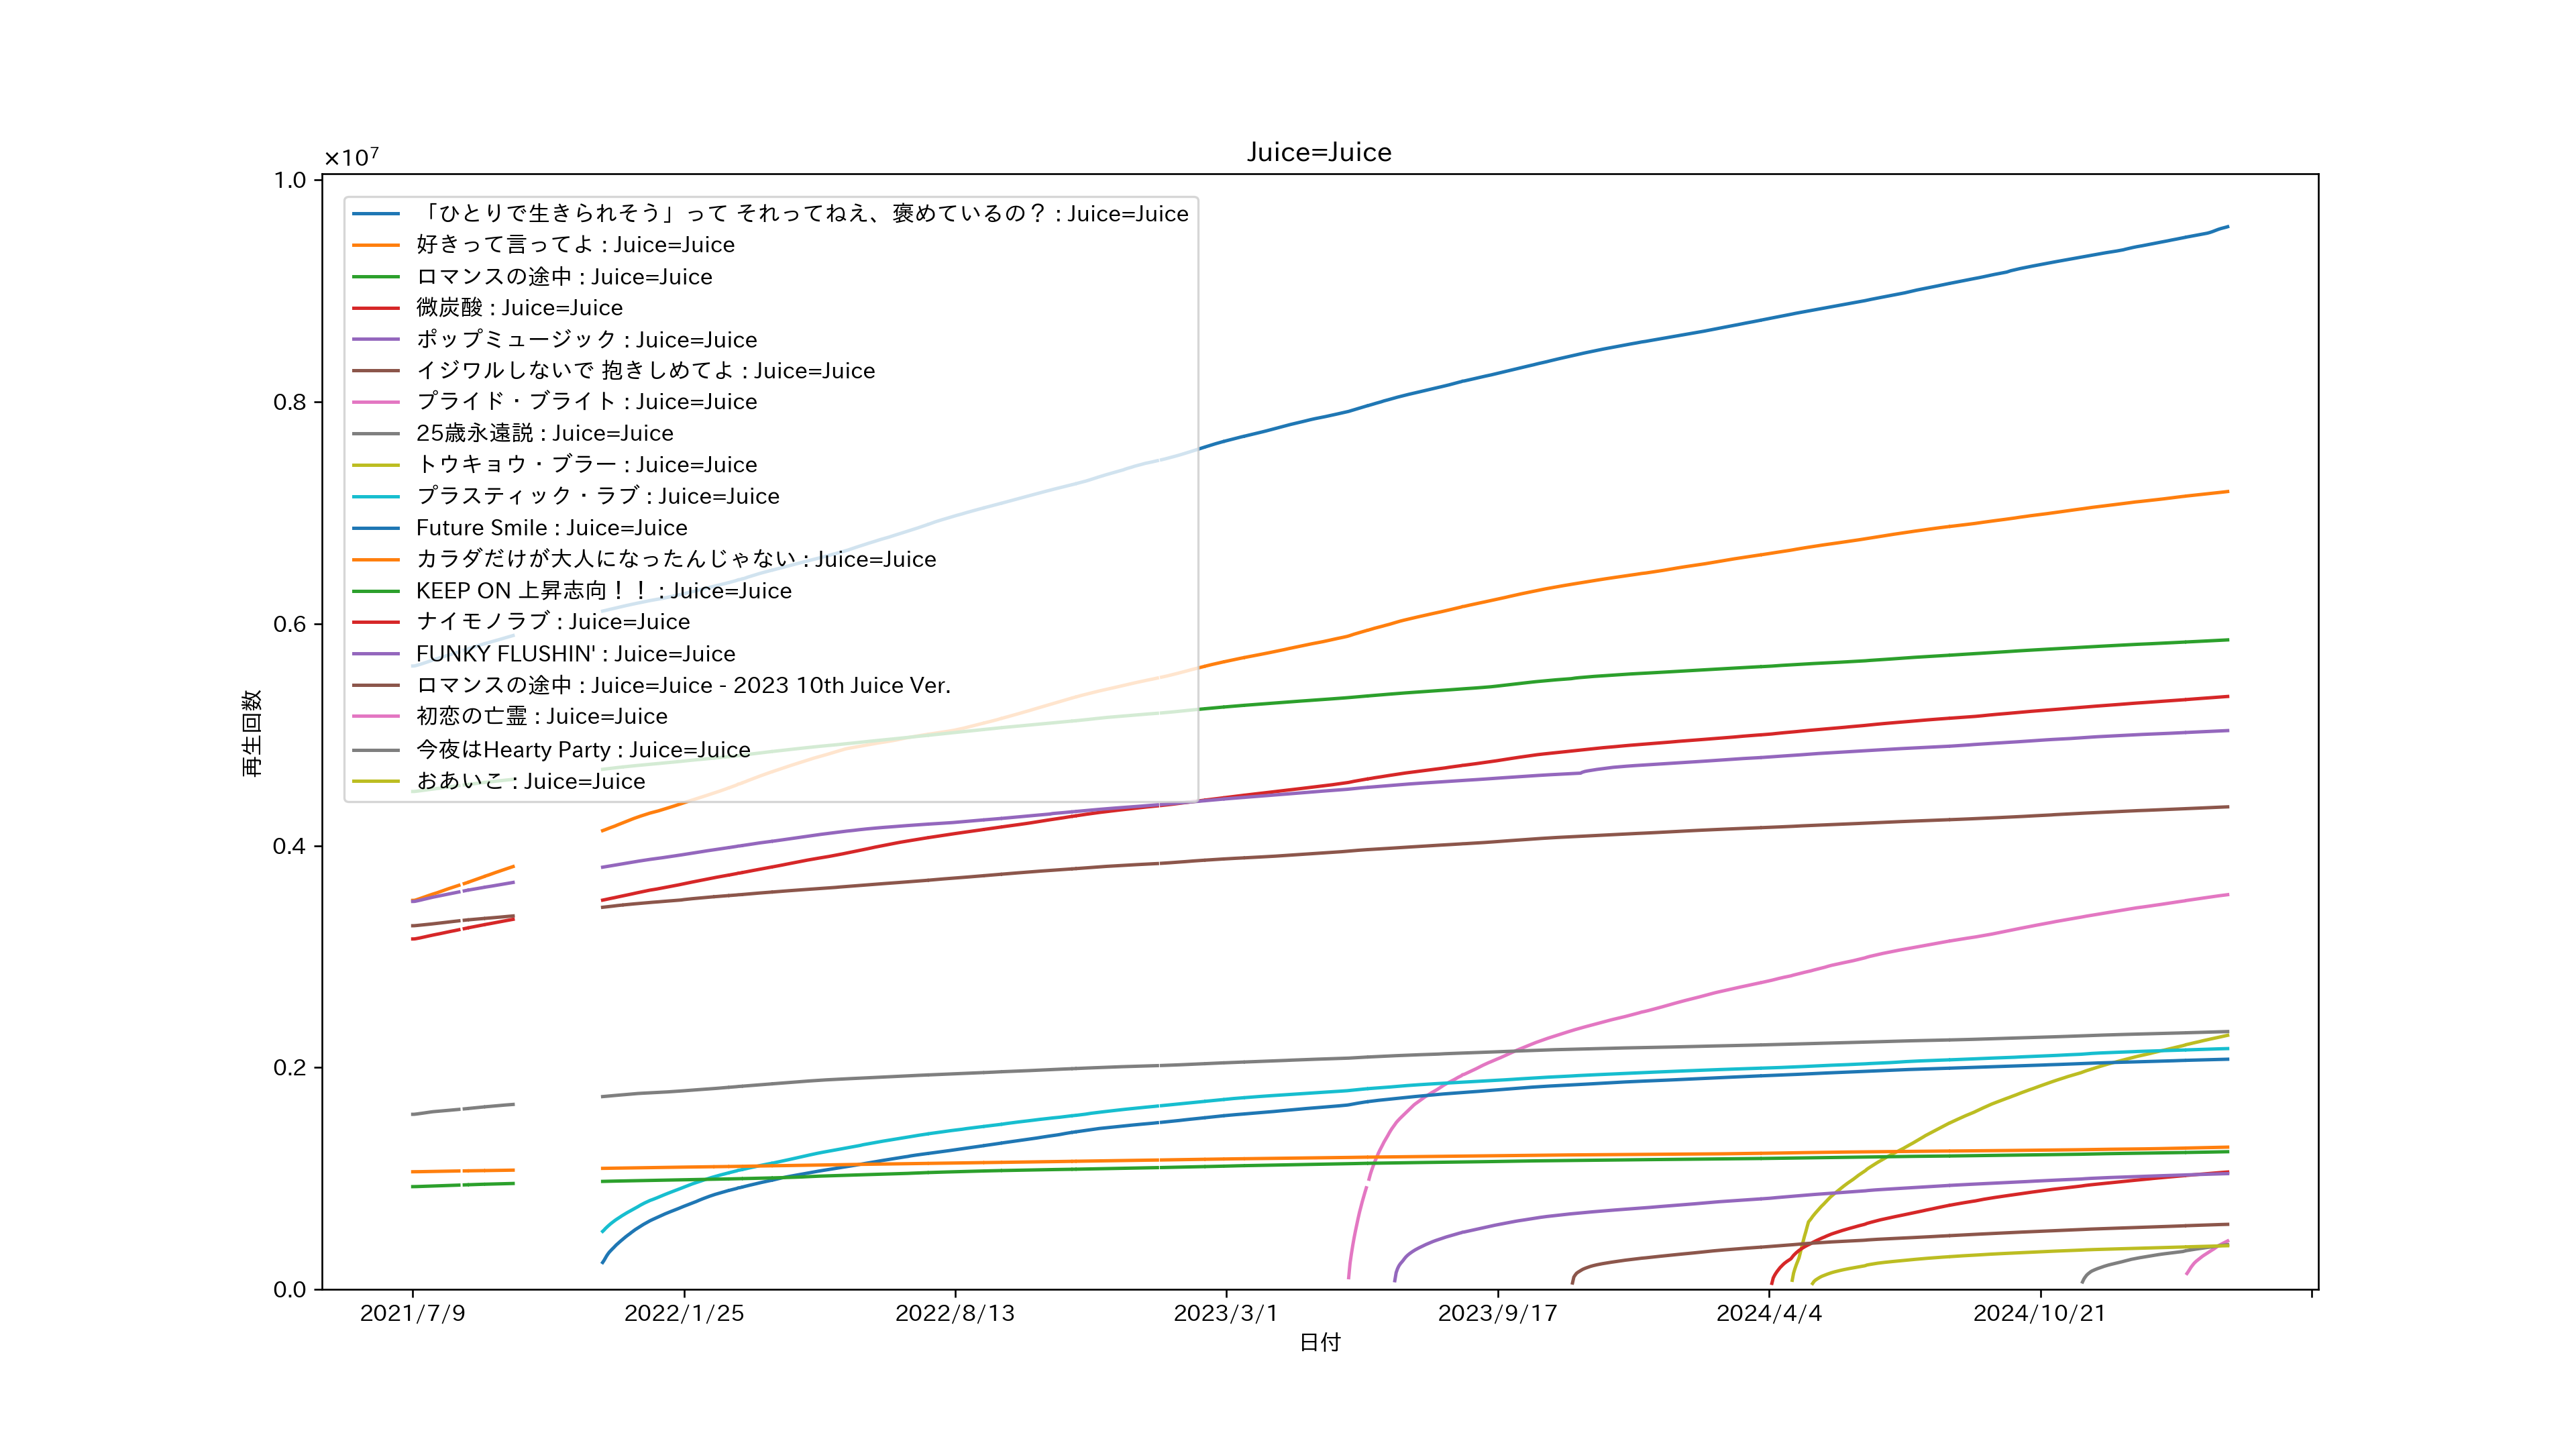 Juice=Juice
×10⁷
1.0
0.8
0.6
0.4
0.2
0.0
再生回数
「ひとりで生きられそう」って それってねえ、褒めているの？ : Juice=Juice
好きって言ってよ : Juice=Juice
ロマンスの途中 : Juice=Juice
微炭酸 : Juice=Juice
ポップミュージック : Juice=Juice
イジワルしないで 抱きしめてよ : Juice=Juice
プライド・ブライト : Juice=Juice
25歳永遠説 : Juice=Juice
トウキョウ・ブラー : Juice=Juice
プラスティック・ラブ : Juice=Juice
Future Smile : Juice=Juice
カラダだけが大人になったんじゃない : Juice=Juice
KEEP ON 上昇志向！！ : Juice=Juice
ナイモノラブ : Juice=Juice
FUNKY FLUSHIN' : Juice=Juice
ロマンスの途中 : Juice=Juice - 2023 10th Juice Ver.
初恋の亡霊 : Juice=Juice
今夜はHearty Party : Juice=Juice
おあいこ : Juice=Juice
2021/7/9
2022/1/25
2022/8/13
2023/3/1
2023/9/17
2024/4/4
2024/10/21
日付